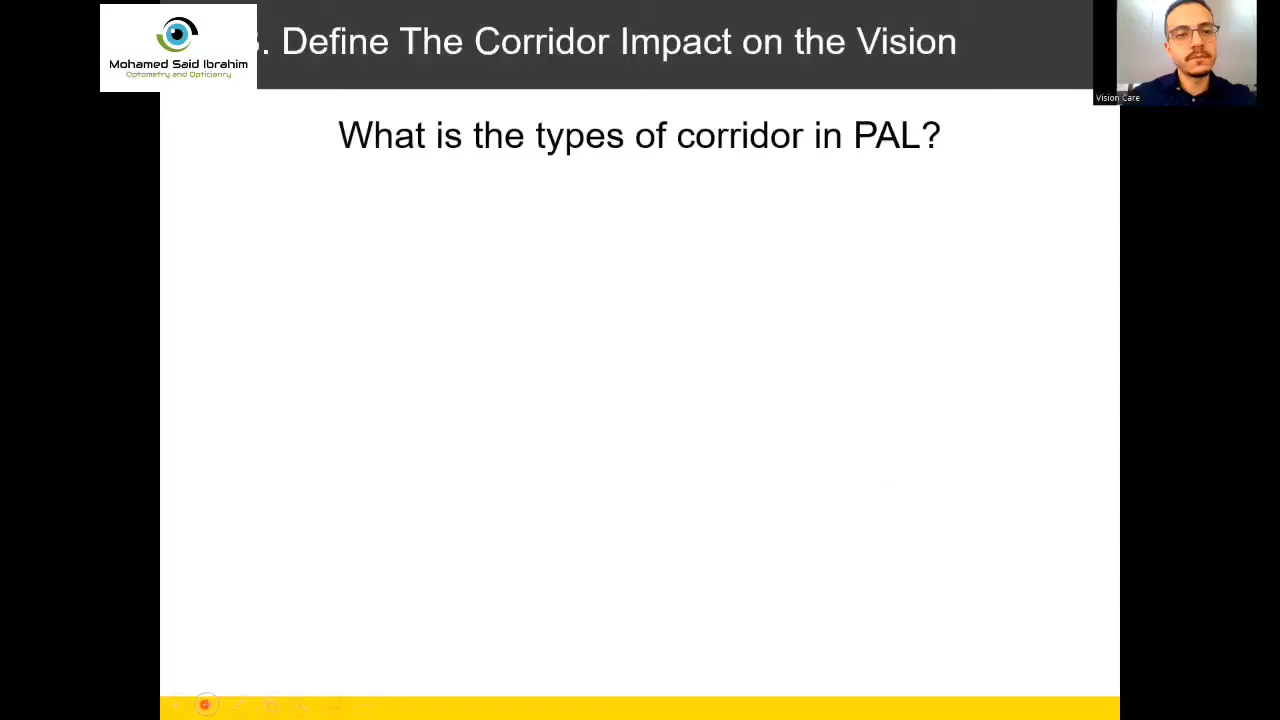 3. Define The Corridor Impact on the Vision
Mohamed Said Ibrahim
Optometry and Opticianry
Vision Care
What is the types of corridor in PAL?